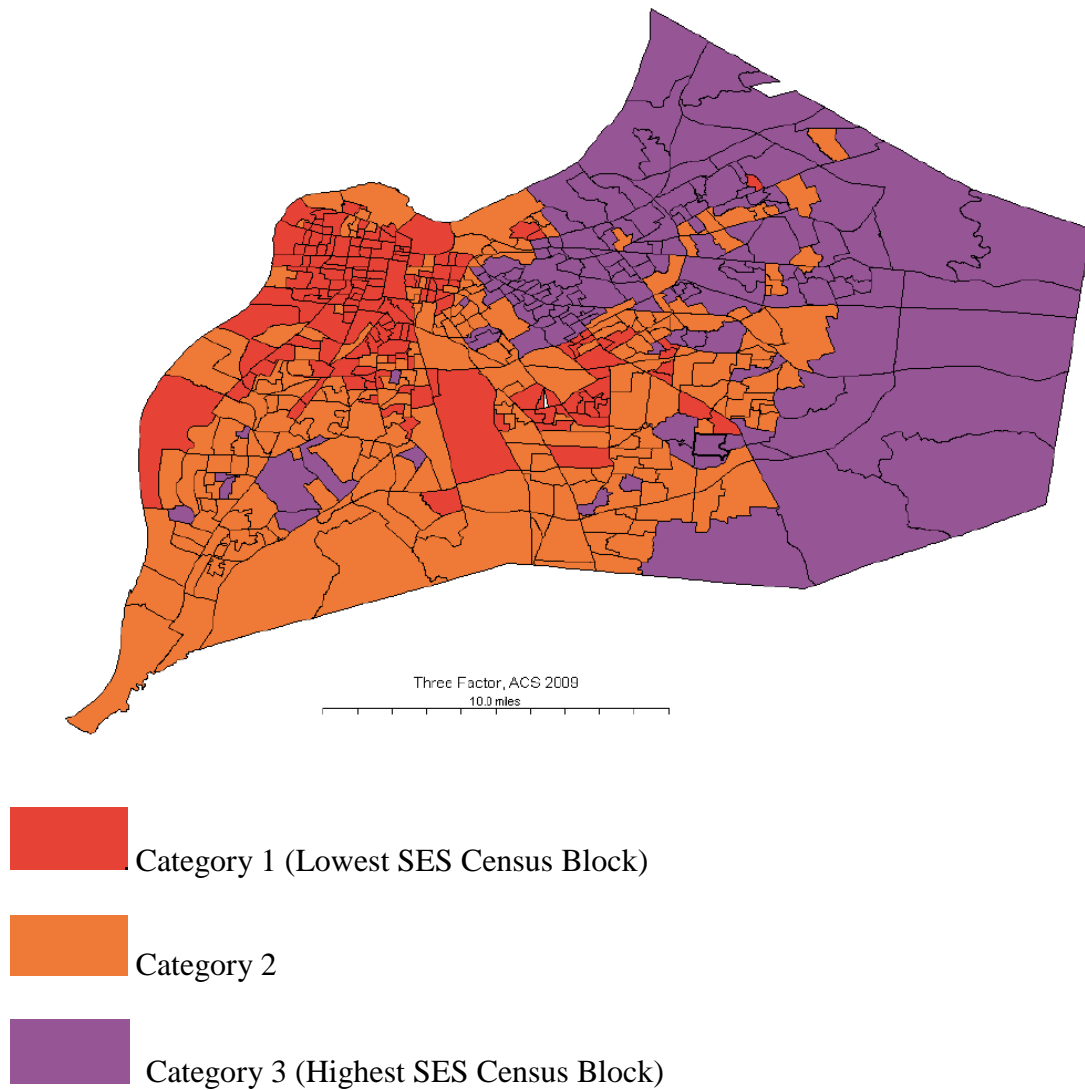 Three Factor, ACS 2009
10.0 miles
. Category 1 (Lowest SES Census Block)
Category 2
Category 3 (Highest SES Census Block)